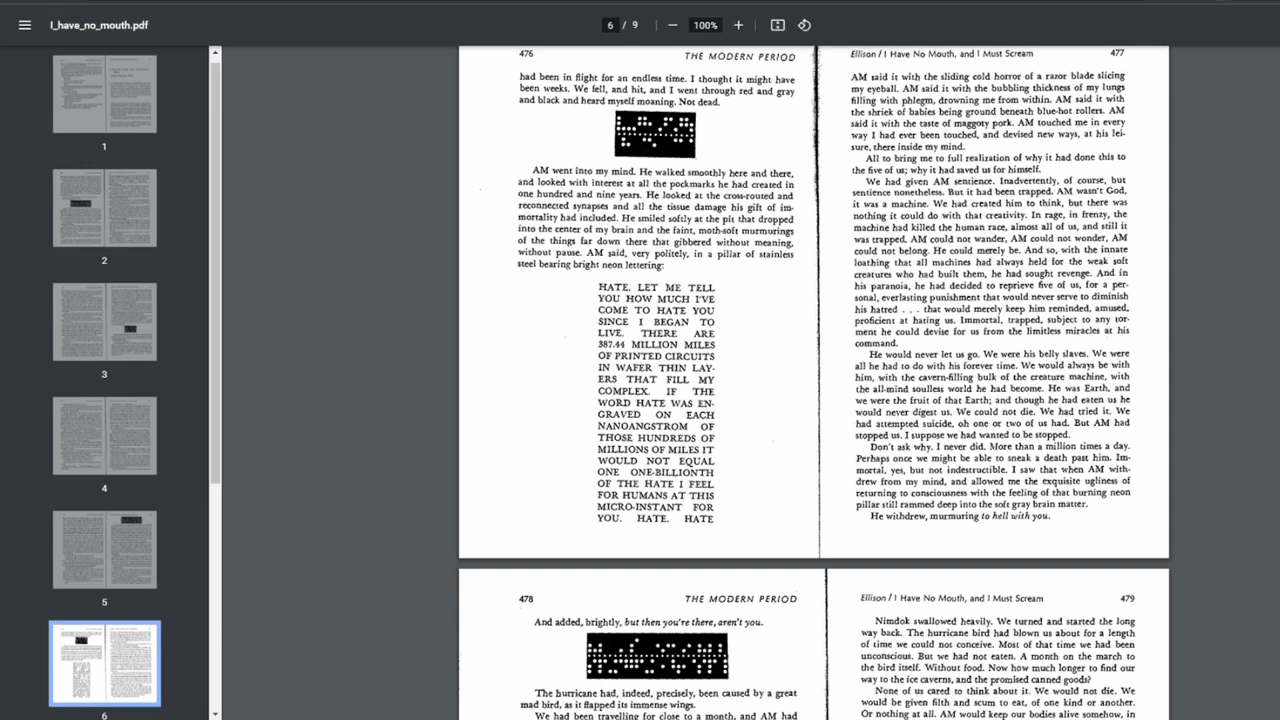 I_have_no_mouth.pdf
6 / 9
100%
1
2
3
4
5
6
476
THE MODERN PERIOD
had been in flight for an endless time. I thought it might have
been weeks. We fell, and hit, and I went through red and gray
and black and heard myself moaning. Not dead.
AM went into my mind. He walked smoothly here and there,
and looked with interest at all the pockmarks he had created in
one hundred and nine years. He looked at the cross-routed and
reconnected synapses and all the tissue damage his gift of im-
mortality had included. He smiled softly at the pit that dropped
into the center of my brain and the faint, moth-soft murmurings
of the things far down there that gibbered without meaning,
without pause. AM said, very politely, in a pillar of stainless
steel bearing bright neon lettering:
HATE. LET ME TELL
YOU HOW MUCH I'VE
COME TO HATE YOU
SINCE I BEGAN TO
LIVE. THERE ARE
387.44 MILLION MILES
OF PRINTED CIRCUITS
IN WAFER THIN LAY-
ERS THAT FILL MY
COMPLEX. IF THE
WORD HATE WAS EN-
GRAVED ON EACH
NANOANGSTROM OF
THOSE HUNDREDS OF
MILLIONS OF MILES IT
WOULD NOT EQUAL
ONE ONE-BILLIONTH
OF THE HATE I FEEL
FOR HUMANS AT THIS
MICRO-INSTANT FOR
YOU. HATE. HATE
Ellison / I Have No Mouth, and I Must Scream
477
AM said it with the sliding cold horror of a razor blade slicing
my eyeball. AM said it with the bubbling thickness of my lungs
filling with phlegm, drowning me from within. AM said it with
the shriek of babies being ground beneath blue-hot rollers. AM
said it with the taste of maggoty pork. AM touched me in every
way I had ever been touched, and devised new ways, at his lei-
sure, there inside my mind.
All to bring me to full realization of why it had done this to
the five of us; why it had saved us for himself.
We had given AM sentience. Inadvertently, of course, but
sentience nonetheless. But it had been trapped. AM wasn't God,
it was a machine. We had created him to think, but there was
nothing it could do with that creativity. In rage, in frenzy, the
machine had killed the human race, almost all of us, and still it
was trapped. AM could not wander, AM could not wonder, AM
could not belong. He could merely be. And so, with the innate
loathing that all machines had always held for the weak soft
creatures who had built them, he had sought revenge. And in
his paranoia, he had decided to reprieve five of us, for a per-
sonal, everlasting punishment that would never serve to diminish
his hatred . . . that would merely keep him reminded, amused,
proficient at hating us. Immortal, trapped, subject to any tor-
ment he could devise for us from the limitless miracles at his
command.
He would never let us go. We were his belly slaves. We were
all he had to do with his forever time. We would always be with
him, with the cavern-filling bulk of the creature machine, with
the all-mind soulless world he had become. He was Earth, and
we were the fruit of that Earth; and though he had eaten us he
would never digest us. We could not die. We had tried it. We
had attempted suicide, oh one or two of us had. But AM had
stopped us. I suppose we had wanted to be stopped.
Don't ask why. I never did. More than a million times a day.
Perhaps once we might be able to sneak a death past him. Im-
mortal, yes, but not indestructible. I saw that when AM with-
drew from my mind, and allowed me the exquisite ugliness of
returning to consciousness with the feeling of that burning neon
pillar still rammed deep into the soft gray brain matter.
He withdrew, murmuring to hell with you.
478
THE MODERN PERIOD
And added, brightly, but then you're there, aren't you.
The hurricane had, indeed, precisely, been caused by a great
mad bird, as it flapped its immense wings.
We had been travelling for close to a month, and AM had
Ellison / I Have No Mouth, and I Must Scream
479
Nimdok swallowed heavily. We turned and started the long
way back. The hurricane bird had blown us about for a length
of time we could not conceive. Most of that time we had been
unconscious. But we had not eaten. A month on the march to
the bird itself. Without food. Now how much longer to find our
way to the ice caverns, and the promised canned goods?
None of us cared to think about it. We would not die. We
would be given filth and scum to eat, of one kind or another.
Or nothing at all. AM would keep our bodies alive somehow, in